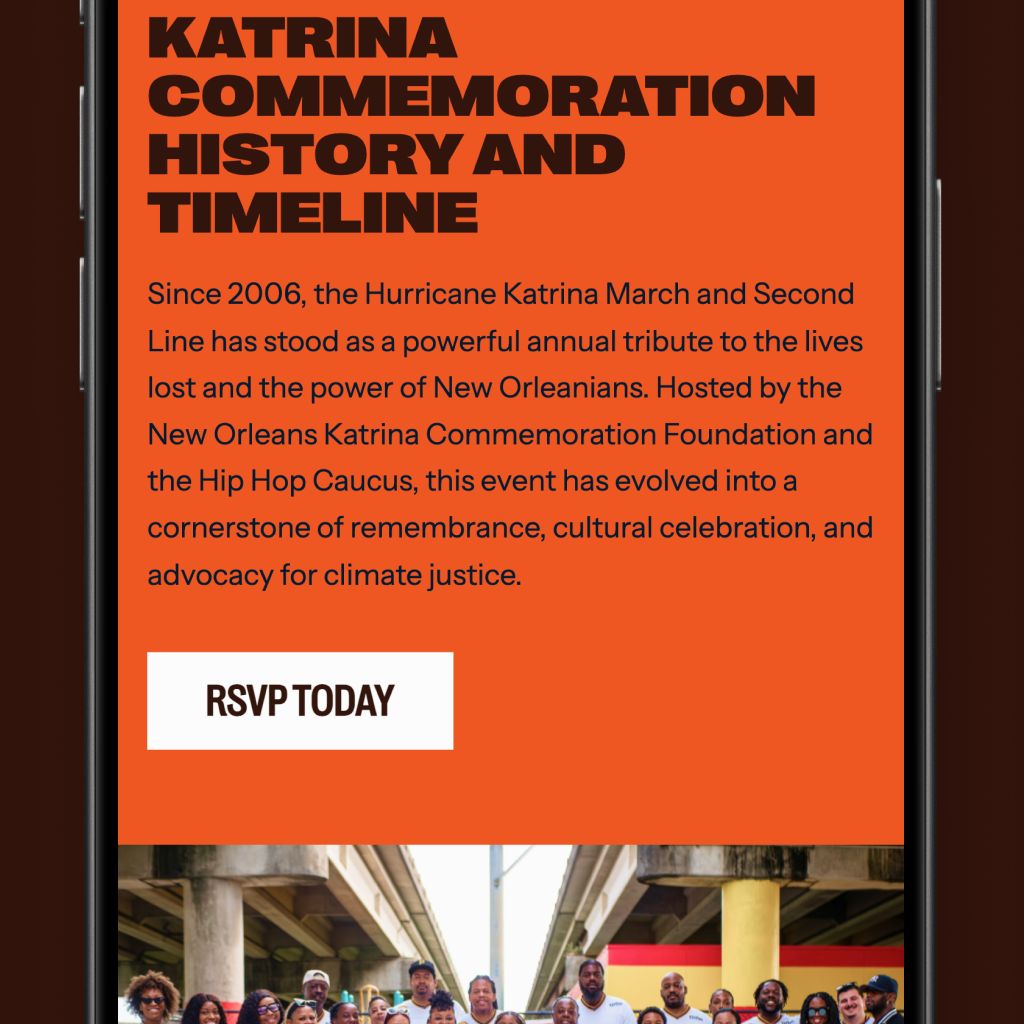 KATRINA
COMMEMORATION
HISTORY AND
TIMELINE
Since 2006, the Hurricane Katrina March and Second
Line has stood as a powerful annual tribute to the lives
lost and the power of New Orleanians. Hosted by the
New Orleans Katrina Commemoration Foundation and
the Hip Hop Caucus, this event has evolved into a
cornerstone of remembrance, cultural celebration, and
advocacy for climate justice.
RSVP TODAY